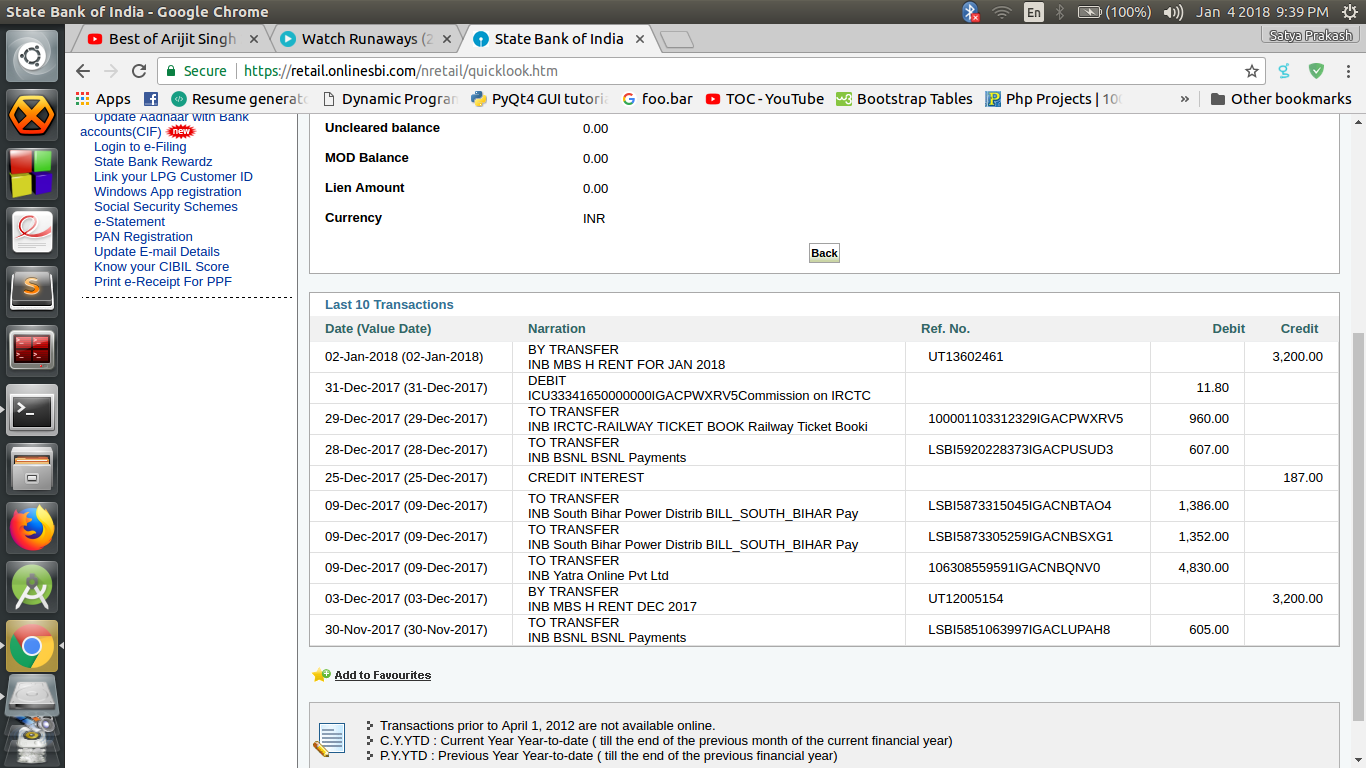 State Bank of India - Google Chrome
En
(100%)
Jan 4 2018 9:39 PM
Best of Arijit Singh
Watch Runaways (2
State Bank of India
Satya Prakash
Secure
https://retail.onlinesbi.com/nretail/quicklook.htm
Apps
Resume generato
Dynamic Program
PyQt4 GUI tutoria
foo.bar
TOC - YouTube
Bootstrap Tables
Php Projects | 100
»
Other bookmarks
Update Aadhaar with Bank
accounts(CIF) new
Login to e-Filing
State Bank Rewardz
Link your LPG Customer ID
Windows App registration
Social Security Schemes
e-Statement
PAN Registration
Update E-mail Details
Know your CIBIL Score
Print e-Receipt For PPF
Uncleared balance 0.00
MOD Balance 0.00
Lien Amount 0.00
Currency INR
Back
Last 10 Transactions
Date (Value Date) Narration Ref. No. Debit Credit
02-Jan-2018 (02-Jan-2018) BY TRANSFER UT13602461 3,200.00
INB MBS H RENT FOR JAN 2018
31-Dec-2017 (31-Dec-2017) DEBIT 11.80
ICU33341650000000IGACPWXRV5Commission on IRCTC
29-Dec-2017 (29-Dec-2017) TO TRANSFER 100001103312329IGACPWXRV5 960.00
INB IRCTC-RAILWAY TICKET BOOK Railway Ticket Booki
28-Dec-2017 (28-Dec-2017) TO TRANSFER LSBI5920228373IGACPUSUD3 607.00
INB BSNL BSNL Payments
25-Dec-2017 (25-Dec-2017) CREDIT INTEREST 187.00
09-Dec-2017 (09-Dec-2017) TO TRANSFER LSBI5873315045IGACNBTAO4 1,386.00
INB South Bihar Power Distrib BILL_SOUTH_BIHAR Pay
09-Dec-2017 (09-Dec-2017) TO TRANSFER LSBI5873305259IGACNBSXG1 1,352.00
INB South Bihar Power Distrib BILL_SOUTH_BIHAR Pay
09-Dec-2017 (09-Dec-2017) TO TRANSFER 106308559591IGACNBQNV0 4,830.00
INB Yatra Online Pvt Ltd
03-Dec-2017 (03-Dec-2017) BY TRANSFER UT12005154 3,200.00
INB MBS H RENT DEC 2017
30-Nov-2017 (30-Nov-2017) TO TRANSFER LSBI5851063997IGACLUPAH8 605.00
INB BSNL BSNL Payments
Add to Favourites
Transactions prior to April 1, 2012 are not available online.
C.Y.YTD : Current Year Year-to-date ( till the end of the previous month of the current financial year)
P.Y.YTD : Previous Year Year-to-date ( till the end of the previous financial year)